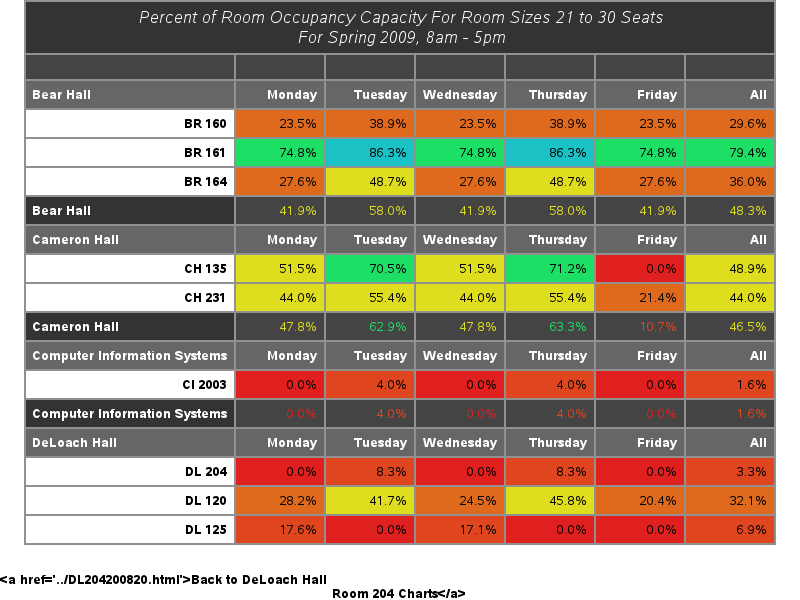 Percent of Room Occupancy Capacity For Room Sizes 21 to 30 Seats
For Spring 2009, 8am - 5pm
Bear Hall Monday Tuesday Wednesday Thursday Friday All
BR 160 23.5% 38.9% 23.5% 38.9% 23.5% 29.6%
BR 161 74.8% 86.3% 74.8% 86.3% 74.8% 79.4%
BR 164 27.6% 48.7% 27.6% 48.7% 27.6% 36.0%
Bear Hall 41.9% 58.0% 41.9% 58.0% 41.9% 48.3%
Cameron Hall Monday Tuesday Wednesday Thursday Friday All
CH 135 51.5% 70.5% 51.5% 71.2% 0.0% 48.9%
CH 231 44.0% 55.4% 44.0% 55.4% 21.4% 44.0%
Cameron Hall 47.8% 62.9% 47.8% 63.3% 10.7% 46.5%
Computer Information Systems Monday Tuesday Wednesday Thursday Friday All
CI 2003 0.0% 4.0% 0.0% 4.0% 0.0% 1.6%
Computer Information Systems 0.0% 4.0% 0.0% 4.0% 0.0% 1.6%
DeLoach Hall Monday Tuesday Wednesday Thursday Friday All
DL 204 0.0% 8.3% 0.0% 8.3% 0.0% 3.3%
DL 120 28.2% 41.7% 24.5% 45.8% 20.4% 32.1%
DL 125 17.6% 0.0% 17.1% 0.0% 0.0% 6.9%
<a href='../DL204200820.html'>Back to DeLoach Hall
Room 204 Charts</a>